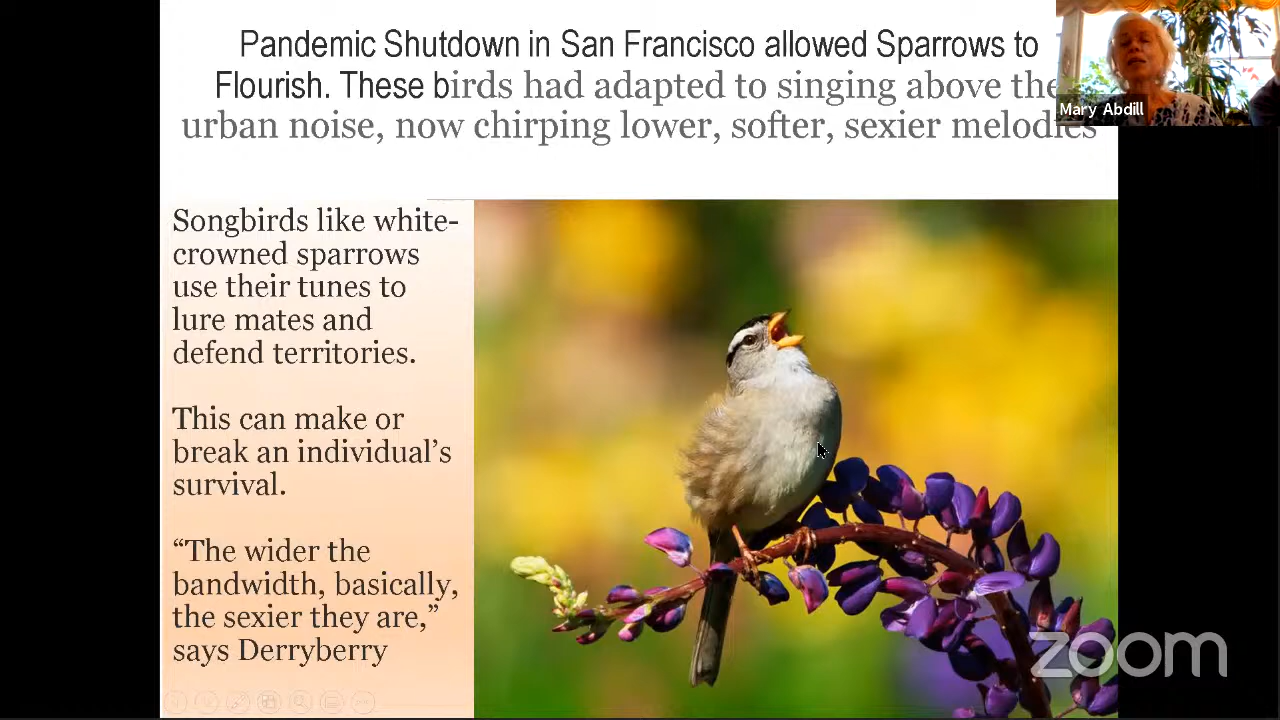 Pandemic Shutdown in San Francisco allowed Sparrows to
Flourish. These birds had adapted to singing above the
urban noise, now chirping lower, softer, sexier melodies
Mary Abdill
Songbirds like white-
crowned sparrows
use their tunes to
lure mates and
defend territories.
This can make or
break an individual’s
survival.
“The wider the
bandwidth, basically,
the sexier they are,”
says Derryberry
zoom